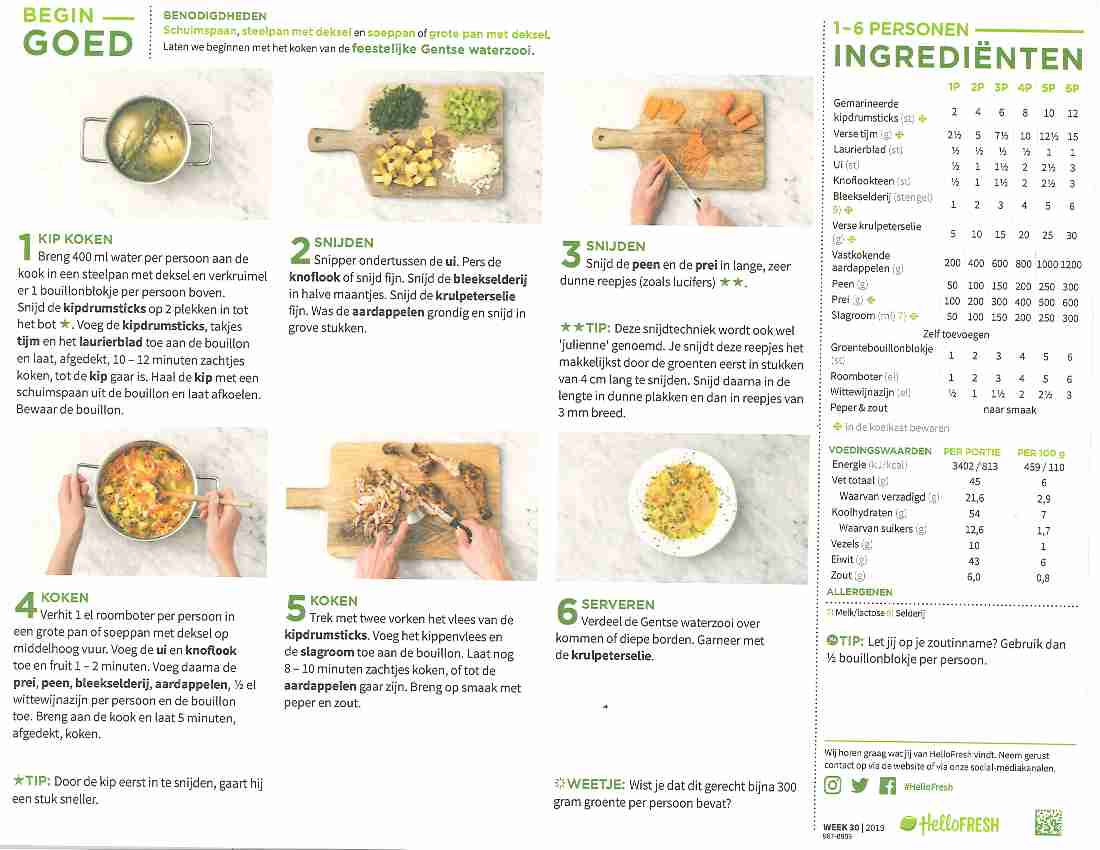 BEGIN
GOED
BENODIGDHEDEN
Schuimspaan, steelpan met deksel en soeppan of grote pan met deksel.
Laten we beginnen met het koken van de feestelijke Gentse waterzooi.
1 KIP KOKEN
Breng 400 ml water per persoon aan de
kook in een steelpan met deksel en verkruimel
er 1 bouillonblokje per persoon boven.
Snijd de kipdrumsticks op 2 plekken in tot
het bot ★. Voeg de kipdrumsticks, takjes
tijm en het laurierblad toe aan de bouillon
en laat, afgedekt, 10 – 12 minuten zachtjes
koken, tot de kip gaar is. Haal de kip met een
schuimspaan uit de bouillon en laat afkoelen.
Bewaar de bouillon.
2 SNIJDEN
Snipper ondertussen de ui. Pers de
knoflook of snijd fijn. Snijd de bleekselderij
in halve maantjes. Snijd de krulpeterselie
fijn. Was de aardappelen grondig en snijd in
grove stukken.
3 SNIJDEN
Snijd de peen en de prei in lange, zeer
dunne reepjes (zoals lucifers) ★★.
★★TIP: Deze snijdtechniek wordt ook wel
'julienne' genoemd. Je snijdt deze reepjes het
makkelijkst door de groenten eerst in stukken
van 4 cm lang te snijden. Snijd daarna in de
lengte in dunne plakken en dan in reepjes van
3 mm breed.
4 KOKEN
Verhit 1 el roomboter per persoon in
een grote pan of soeppan met deksel op
middelhoog vuur. Voeg de ui en knoflook
toe en fruit 1 – 2 minuten. Voeg daarna de
prei, peen, bleekselderij, aardappelen, ½ el
wittewijnazijn per persoon en de bouillon
toe. Breng aan de kook en laat 5 minuten,
afgedekt, koken.
★TIP: Door de kip eerst in te snijden, gaart hij
een stuk sneller.
5 KOKEN
Trek met twee vorken het vlees van de
kipdrumsticks. Voeg het kippenvlees en
de slagroom toe aan de bouillon. Laat nog
8 – 10 minuten zachtjes koken, of tot de
aardappelen gaar zijn. Breng op smaak met
peper en zout.
6 SERVEREN
Verdeel de Gentse waterzooi over
kommen of diepe borden. Garneer met
de krulpeterselie.
WEETJE: Wist je dat dit gerecht bijna 300
gram groente per persoon bevat?
1–6 PERSONEN
INGREDIËNTEN
1P 2P 3P 4P 5P 6P
Gemarineerde
kipdrumsticks (st) 2 4 6 8 10 12
Verse tijm (g) 2½ 5 7½ 10 12½ 15
Laurierblad (st) ½ ½ ½ ½ 1 1
Ui (st) ½ 1 1½ 2 2½ 3
Knoflookteen (st) ½ 1 1½ 2 2½ 3
Bleekselderij (stengel)
9) 1 2 3 4 5 6
Verse krulpeterselie
(g) 5 10 15 20 25 30
Vastkokende
aardappelen (g) 200 400 600 800 1000 1200
Peen (g) 50 100 150 200 250 300
Prei (g) 100 200 300 400 500 600
Slagroom (ml) 7) 50 100 150 200 250 300
Zelf toevoegen
Groentebouillonblokje
(st) 1 2 3 4 5 6
Roomboter (el) 1 2 3 4 5 6
Wittewijnazijn (el) ½ 1 1½ 2 2½ 3
Peper & zout naar smaak
in de koelkast bewaren
VOEDINGSWAARDEN PER PORTIE PER 100 g
Energie (kJ/kcal) 3402 / 813 459 / 110
Vet totaal (g) 45 6
Waarvan verzadigd (g) 21,6 2,9
Koolhydraten (g) 54 7
Waarvan suikers (g) 12,6 1,7
Vezels (g) 10 1
Eiwit (g) 43 6
Zout (g) 6,0 0,8
ALLERGENEN
7) Melk/lactose 9) Selderij
TIP: Let jij op je zoutinname? Gebruik dan
½ bouillonblokje per persoon.
Wij horen graag wat jij van HelloFresh vindt. Neem gerust
contact op via de website of via onze social-mediakanalen.
#HelloFresh
WEEK 30 | 2019
HelloFRESH